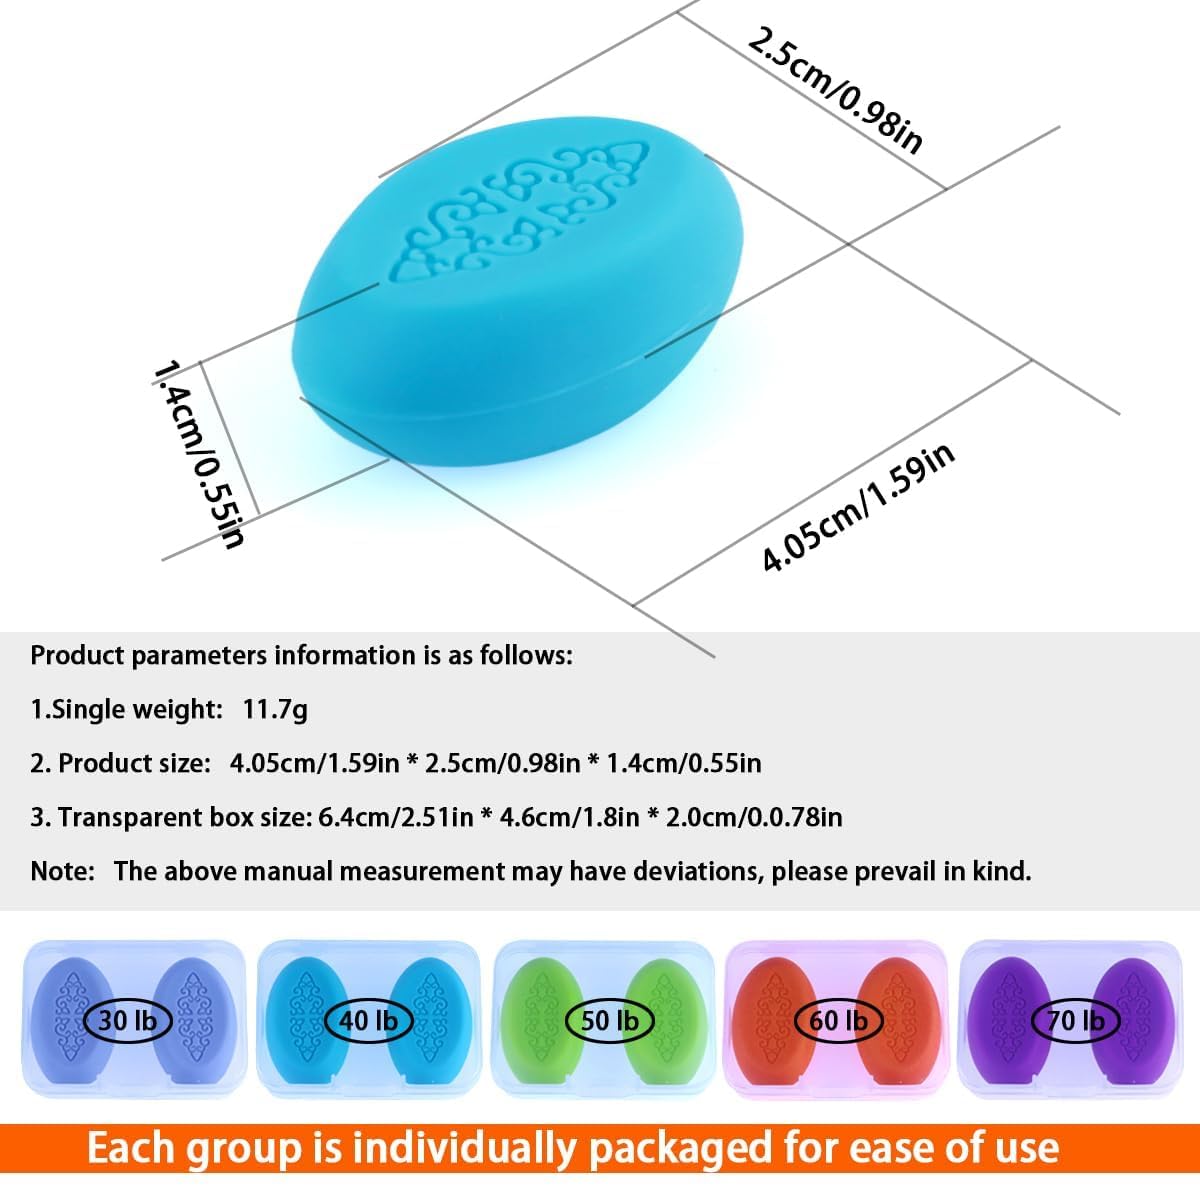 2.5cm/0.98in
1.4cm/0.55in
4.05cm/1.59in
Product parameters information is as follows:
1.Single weight: 11.7g
2. Product size: 4.05cm/1.59in * 2.5cm/0.98in * 1.4cm/0.55in
3. Transparent box size: 6.4cm/2.51in * 4.6cm/1.8in * 2.0cm/0.0.78in
Note: The above manual measurement may have deviations, please prevail in kind.
30 lb
40 lb
50 lb
60 lb
70 lb
Each group is individually packaged for ease of use